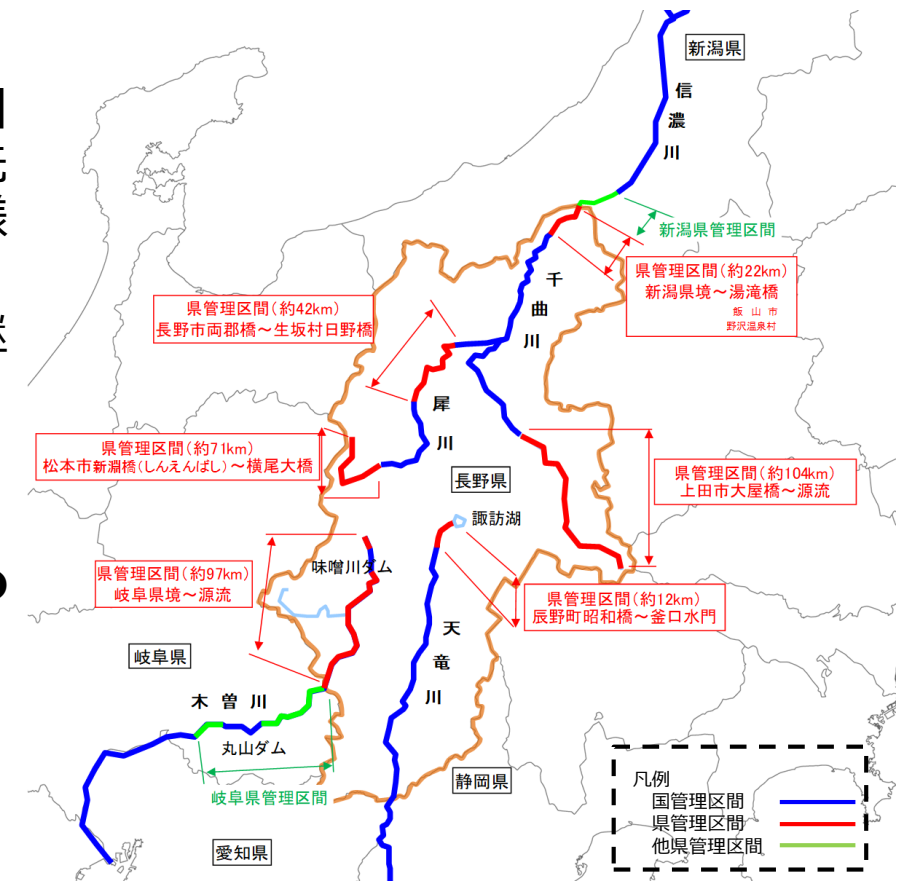 新潟県
信濃川
新潟県管理区間
県管理区間(約22km)
新潟県境～湯滝橋
飯山市
野沢温泉村
千曲川
県管理区間(約42km)
長野市両郡橋～生坂村日野橋
犀川
県管理区間(約71km)
松本市新淵橋(しんえんばし)～横尾大橋
長野県
県管理区間(約104km)
上田市大屋橋～源流
諏訪湖
味噌川ダム
県管理区間(約97km)
岐阜県境～源流
県管理区間(約12km)
辰野町昭和橋～釜口水門
天竜川
岐阜県
木曽川
丸山ダム
岐阜県管理区間
静岡県
愛知県
凡例
国管理区間
県管理区間
他県管理区間